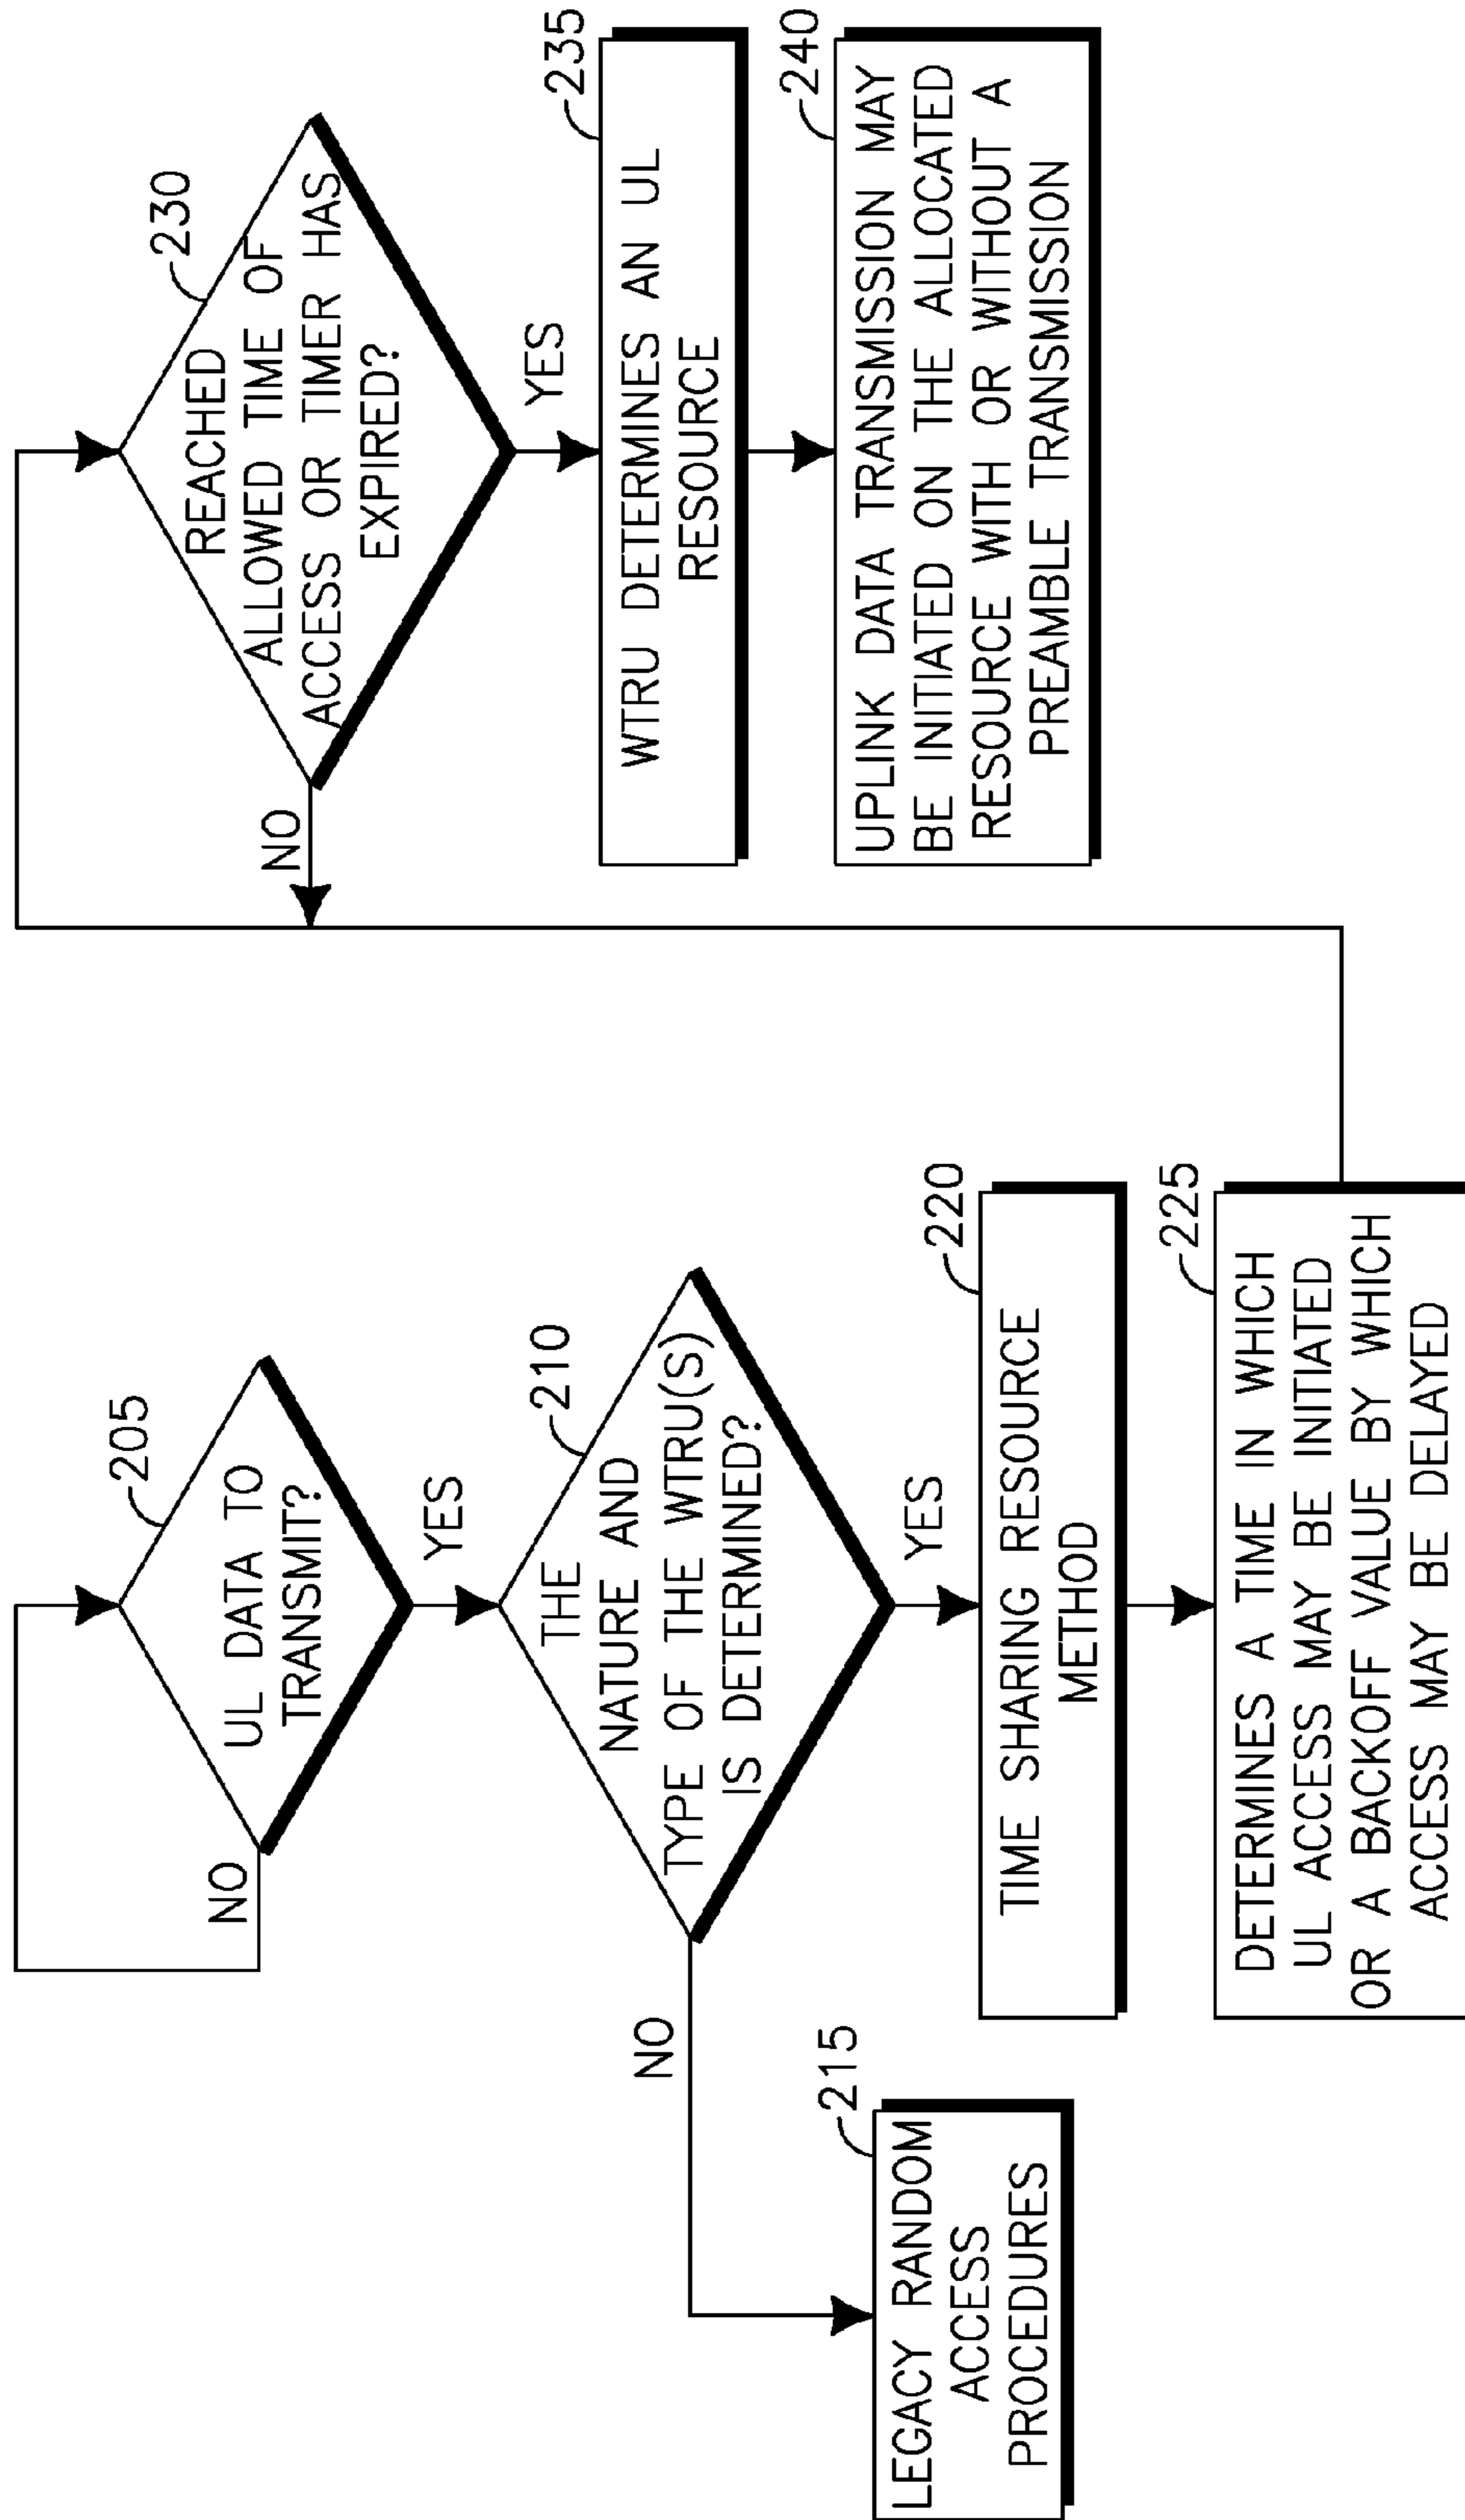 205
UL DATA TO
TRANSMIT?
NO
YES
210
THE
NATURE AND
TYPE OF THE WTRU(S)
IS DETERMINED?
NO
YES
215
LEGACY RANDOM
ACCESS
PROCEDURES
220
TIME SHARING RESOURCE
METHOD
225
DETERMINES A TIME IN WHICH
UL ACCESS MAY BE INITIATED
OR A BACKOFF VALUE BY WHICH
ACCESS MAY BE DELAYED
230
REACHED
ALLOWED TIME OF
ACCESS OR TIMER HAS
EXPIRED?
NO
YES
235
WTRU DETERMINES AN UL
RESOURCE
240
UPLINK DATA TRANSMISSION MAY
BE INITIATED ON THE ALLOCATED
RESOURCE WITH OR WITHOUT A
PREAMBLE TRANSMISSION